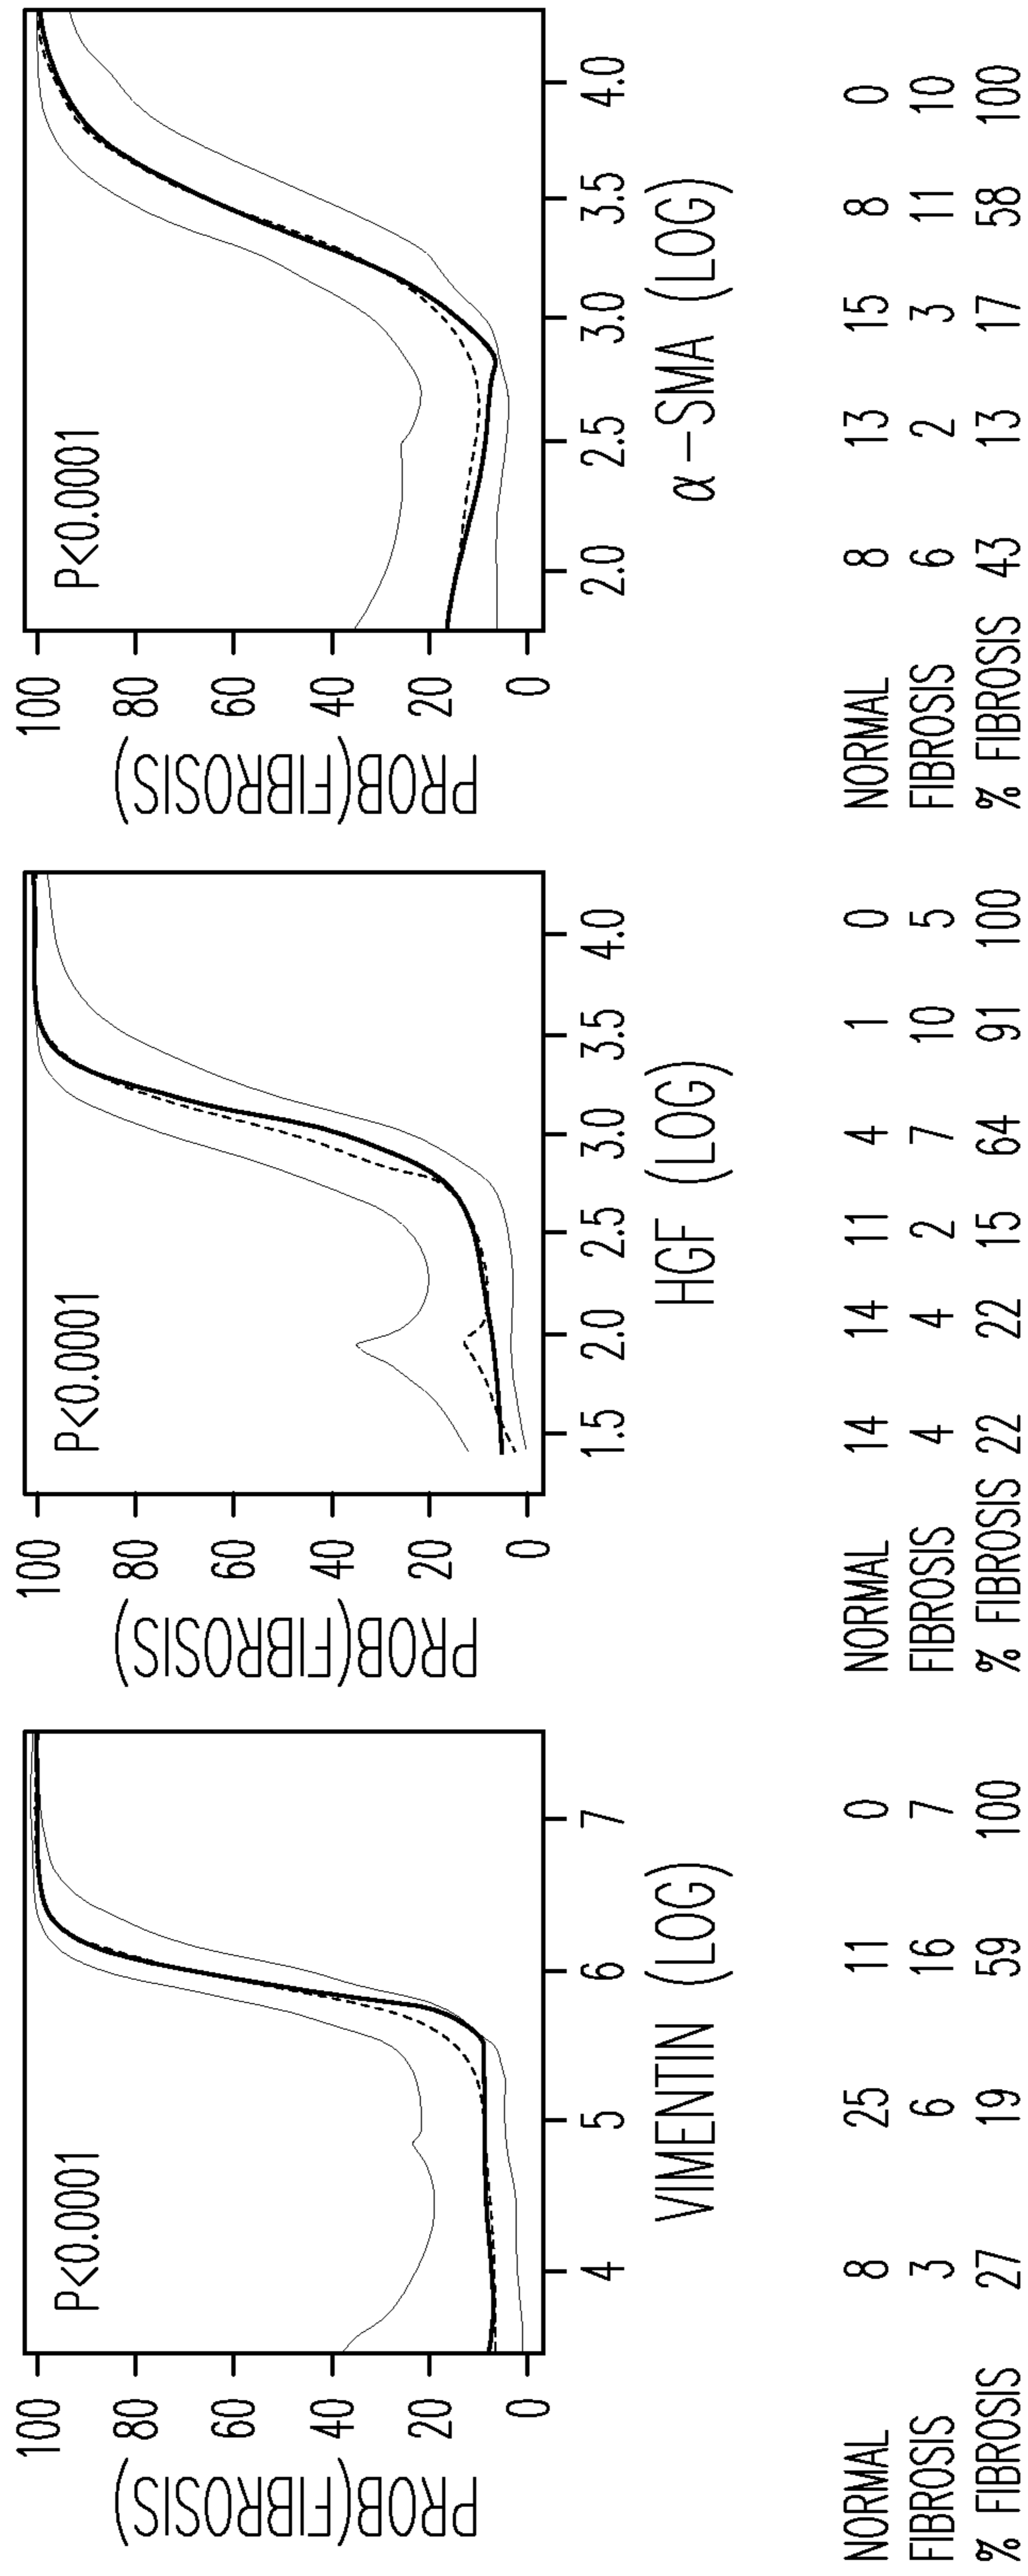 P<0.0001
PROB(FIBROSIS)
100
80
60
40
20
0
4 5 6 7
VIMENTIN (LOG)
NORMAL 8 25 11 0
FIBROSIS 3 6 16 7
% FIBROSIS 27 19 59 100
P<0.0001
PROB(FIBROSIS)
100
80
60
40
20
0
1.5 2.0 2.5 3.0 3.5 4.0
HGF (LOG)
NORMAL 14 14 11 4 1 0
FIBROSIS 4 4 2 7 10 5
% FIBROSIS 22 22 15 64 91 100
P<0.0001
PROB(FIBROSIS)
100
80
60
40
20
0
2.0 2.5 3.0 3.5 4.0
α-SMA (LOG)
NORMAL 8 13 15 8 0
FIBROSIS 6 2 3 11 10
% FIBROSIS 43 13 17 58 100